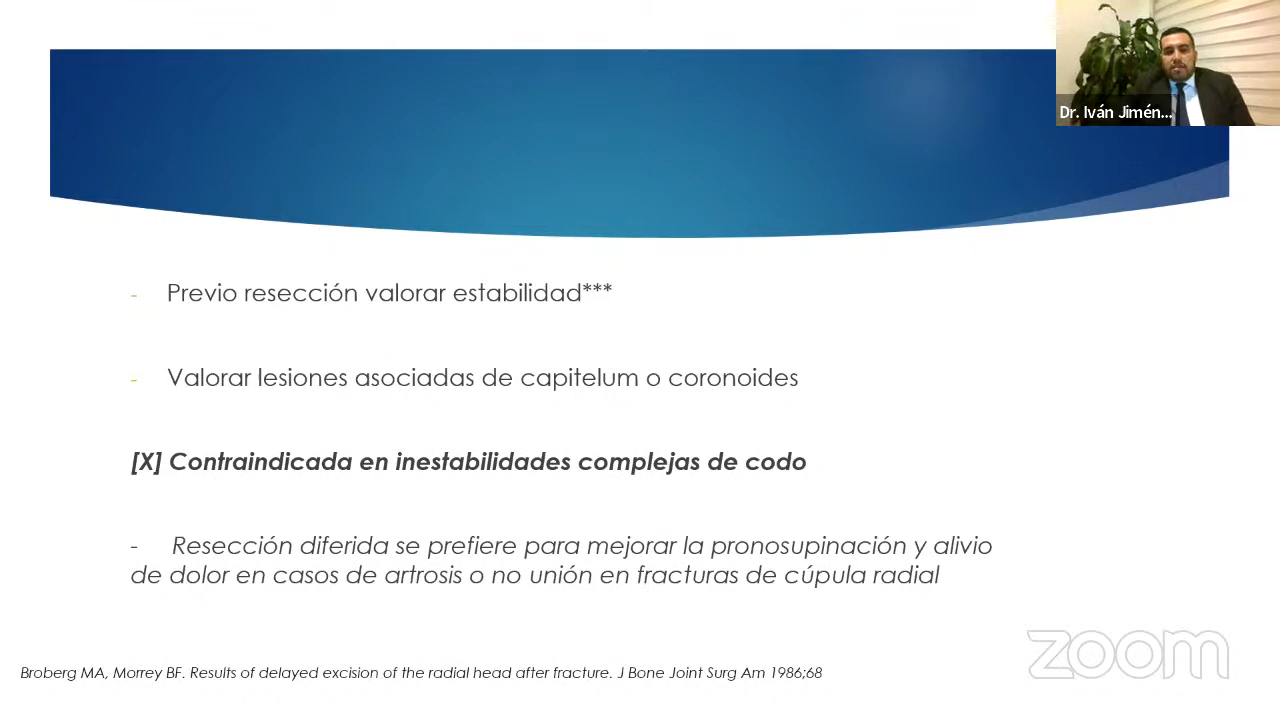 Dr. Iván Jimén...
- Previo resección valorar estabilidad***
- Valorar lesiones asociadas de capitelum o coronoides
[X] Contraindicada en inestabilidades complejas de codo
- Resección diferida se prefiere para mejorar la pronosupinación y alivio
de dolor en casos de artrosis o no unión en fracturas de cúpula radial
zoom
Broberg MA, Morrey BF. Results of delayed excision of the radial head after fracture. J Bone Joint Surg Am 1986;68